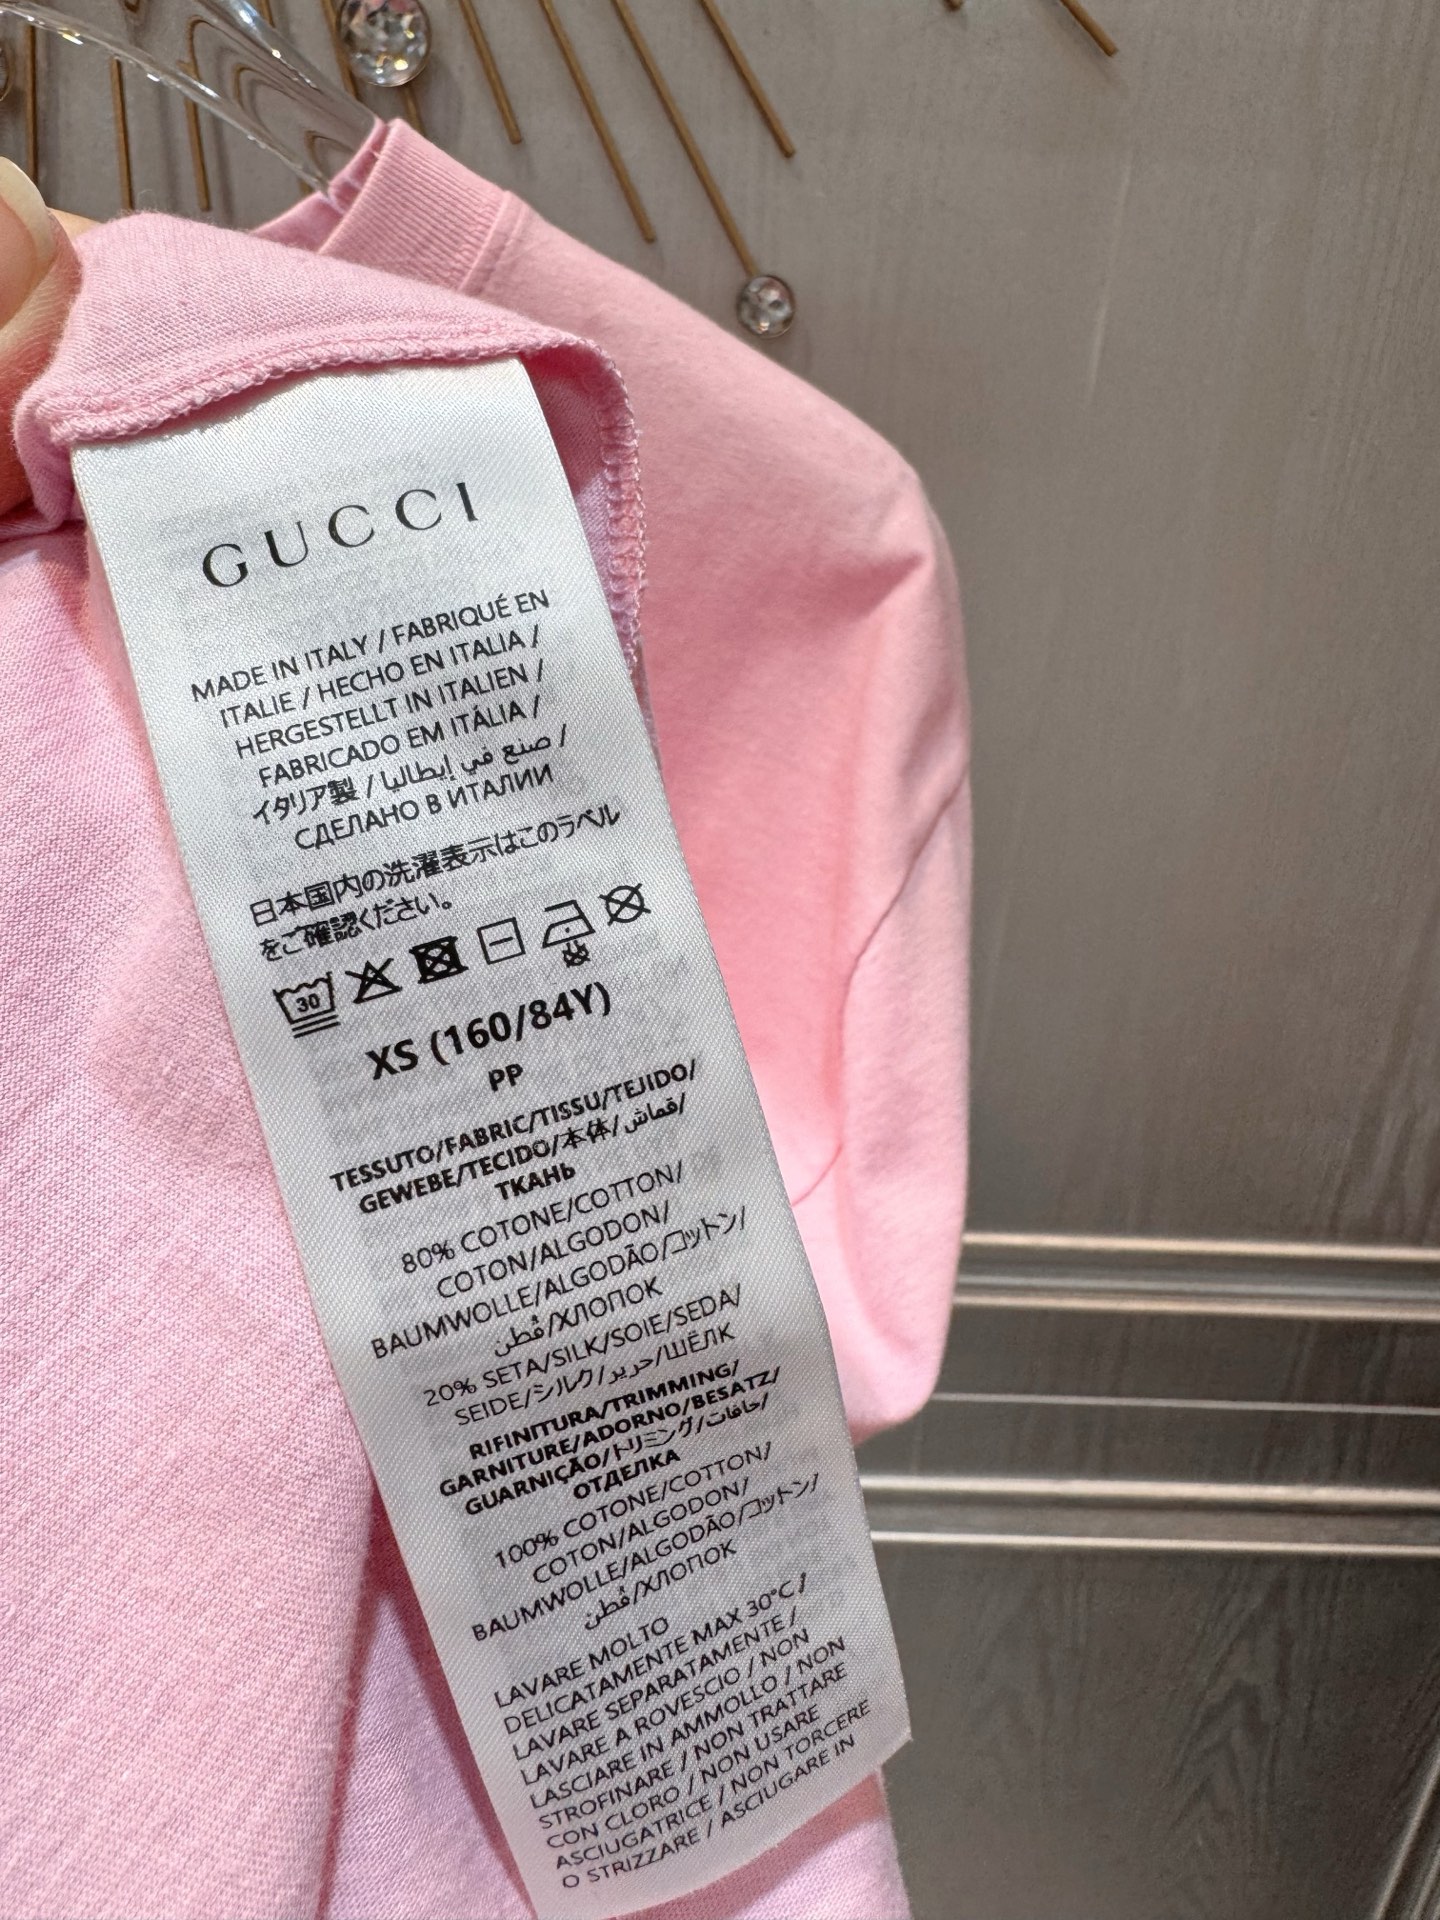 GUCCI
MADE IN ITALY / FABRIQUÉ EN
ITALIE / HECHO EN ITALIA /
HERGESTELLT IN ITALIEN /
FABRICADO EM ITÁLIA /
イタリア製 / صنع في إيطاليا /
СДЕЛАНО В ИТАЛИИ
日本国内の洗濯表示はこのラベル
をご確認ください。
30
XS (160/84Y)
PP
TESSUTO/FABRIC/TISSU/TEJIDO/
GEWEBE/TECIDO/本体/قماش/
ТКАНЬ
80% COTONE/COTTON/
COTON/ALGODON/
BAUMWOLLE/ALGODÃO/コットン/
قُطن/ХЛОПОК
20% SETA/SILK/SOIE/SEDA/
SEIDE/シルク/حرير/ШЁЛК
RIFINITURA/TRIMMING/
GARNITURE/ADORNO/BESATZ/
GUARNIÇÃO/トリミング/حافات/
ОТДЕЛКА
100% COTONE/COTTON/
COTON/ALGODON/
BAUMWOLLE/ALGODÃO/コットン/
قُطن/ХЛОПОК
LAVARE MOLTO
DELICATAMENTE MAX 30°C /
LAVARE SEPARATAMENTE /
LAVARE A ROVESCIO / NON
LASCIARE IN AMMOLLO / NON
STROFINARE / NON TRATTARE
CON CLORO / NON USARE
ASCIUGATRICE / NON TORCERE
O STRIZZARE / ASCIUGARE IN